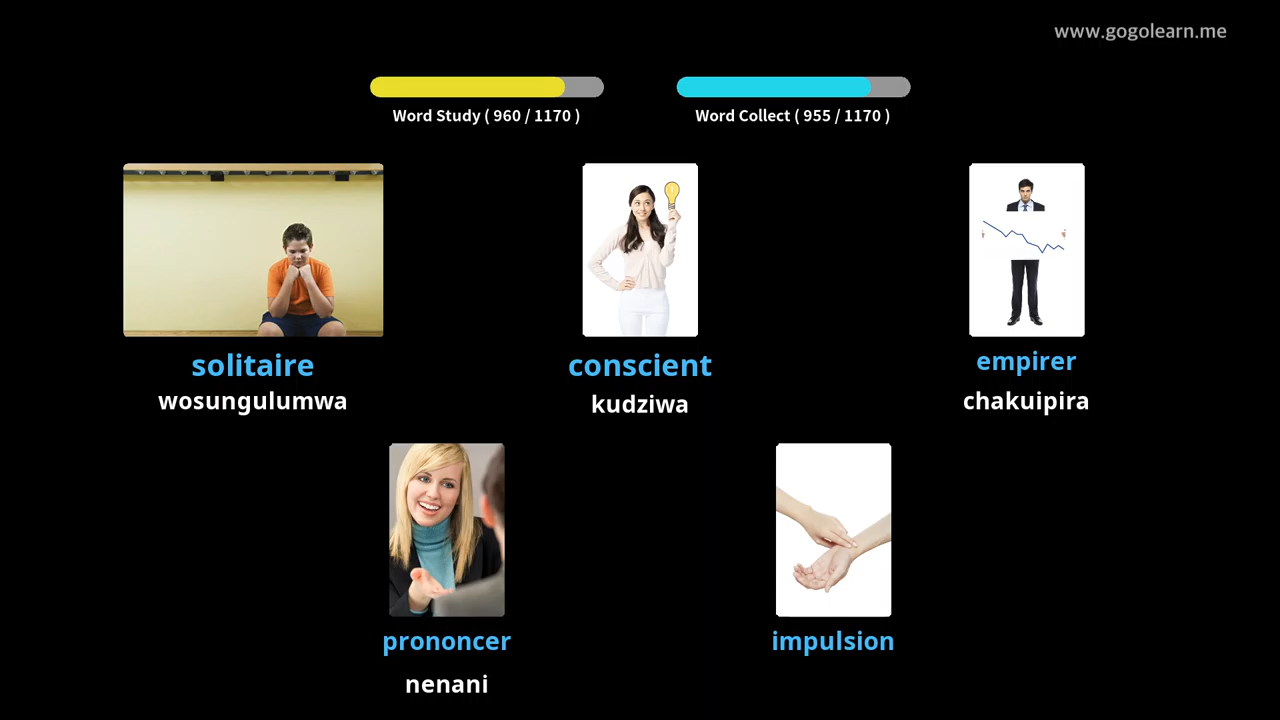 www.gogolearn.me
Word Study ( 960 / 1170 )
Word Collect ( 955 / 1170 )
solitaire
wosungulumwa
conscient
kudziwa
empirer
chakuipira
prononcer
nenani
impulsion